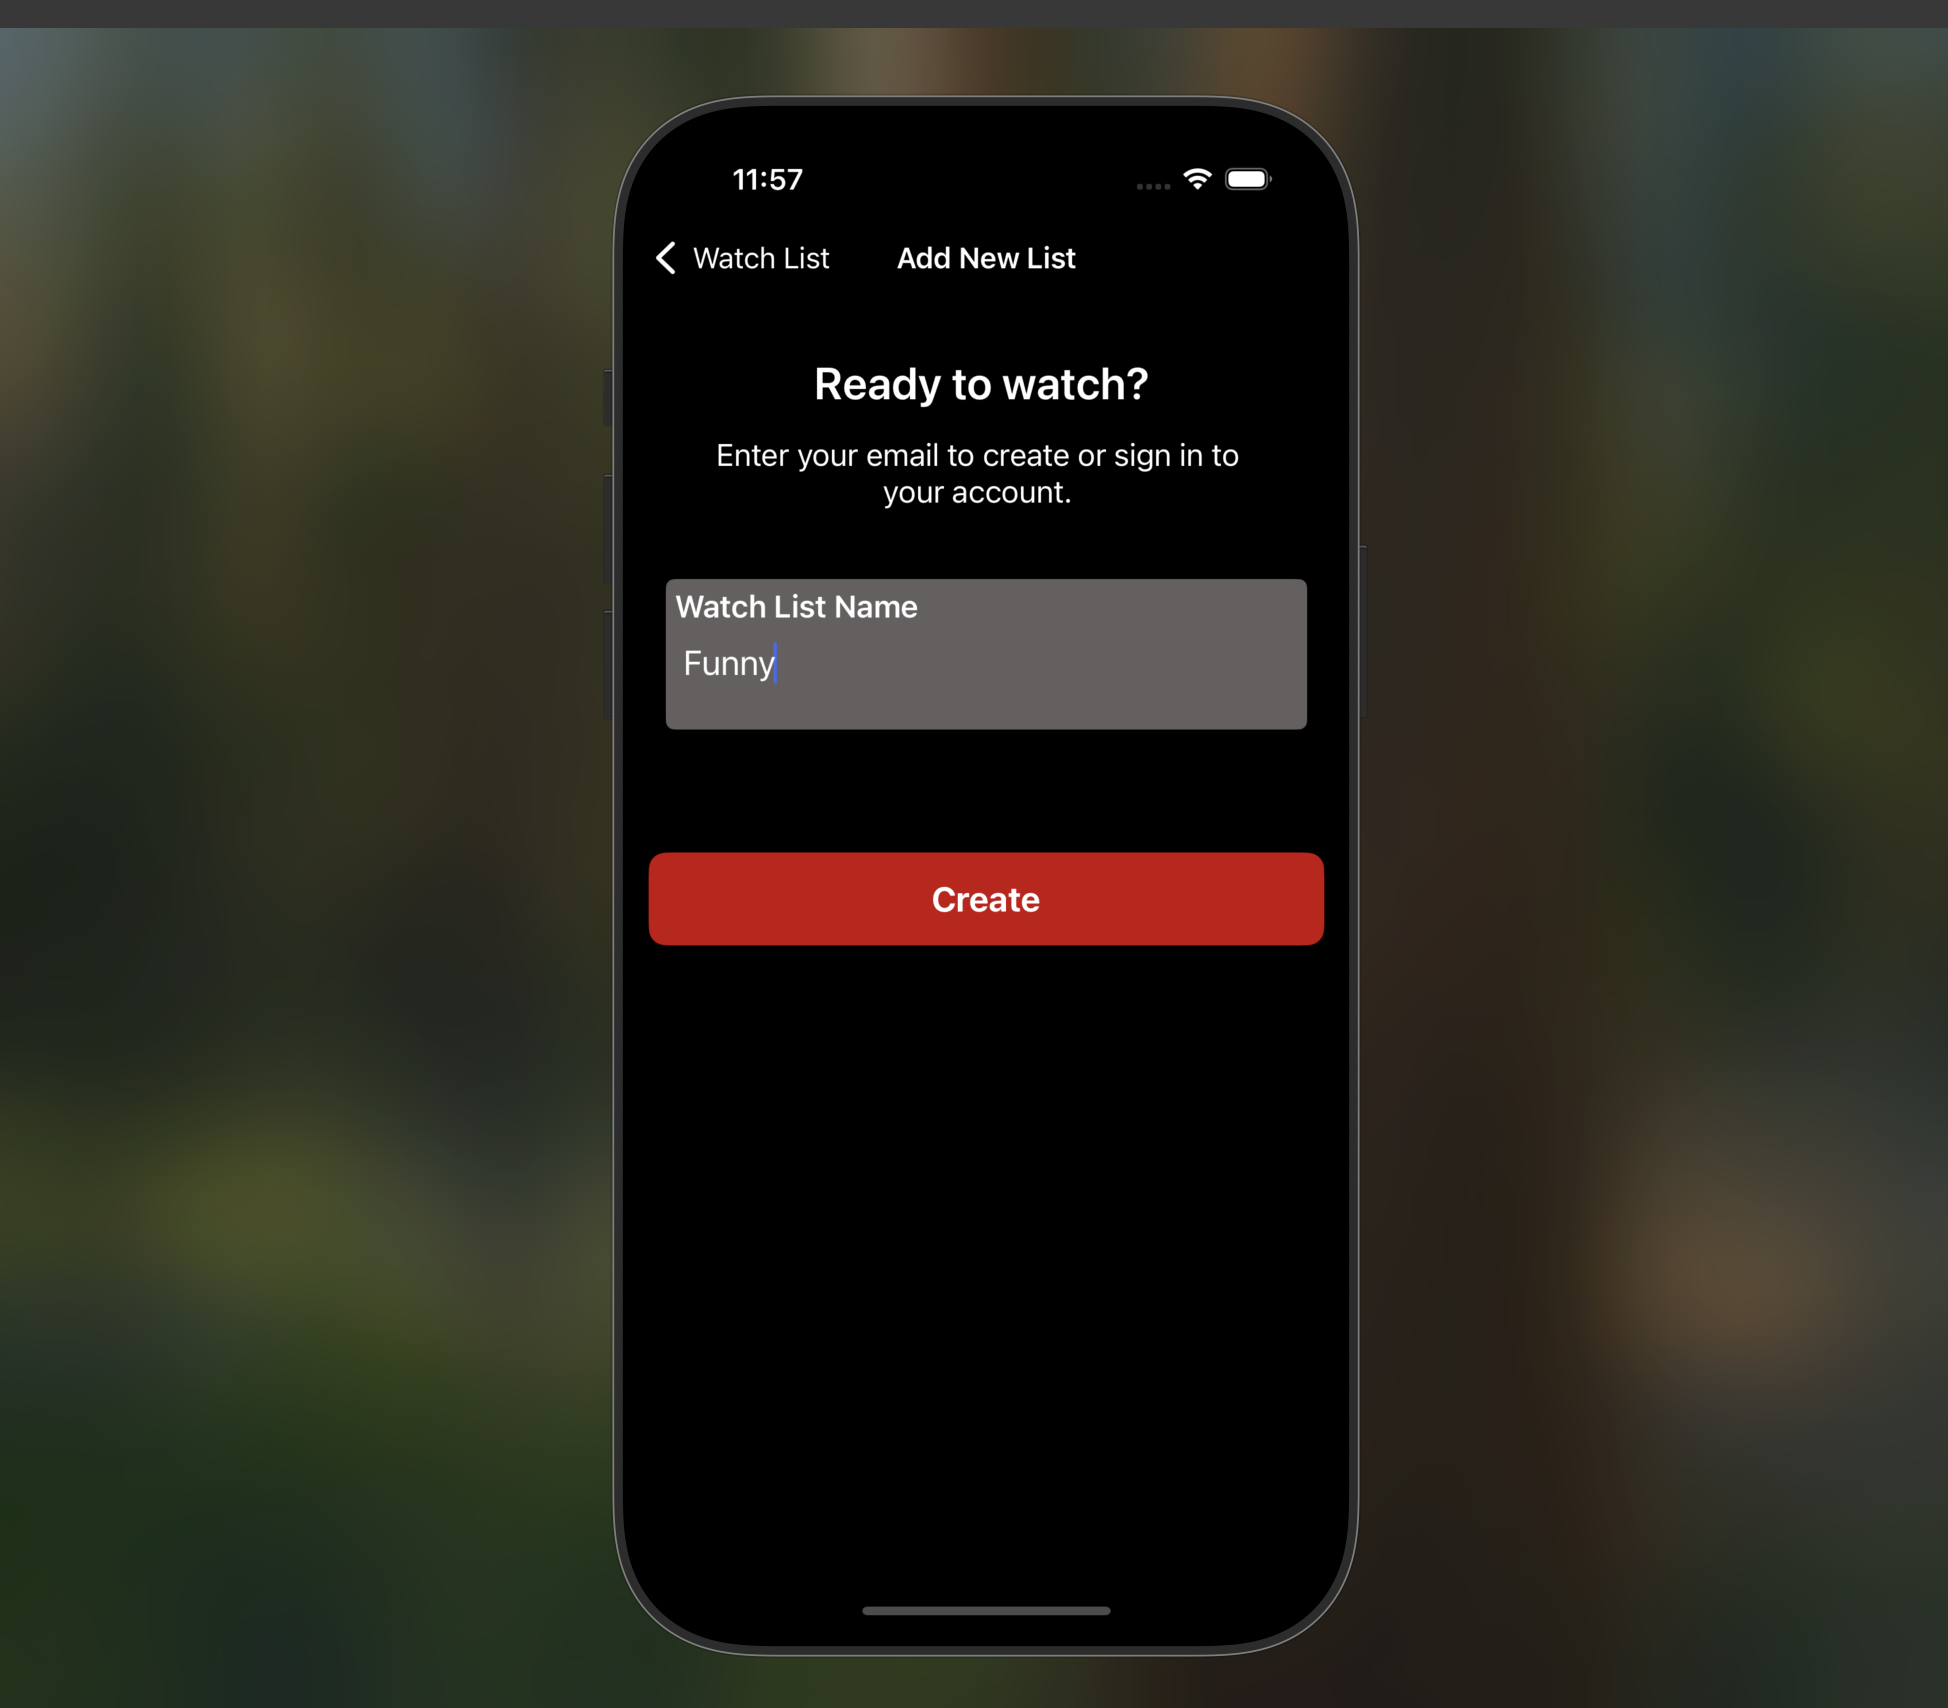 11:57
Watch List
Add New List
Ready to watch?
Enter your email to create or sign in to
your account.
Watch List Name
Funny
Create